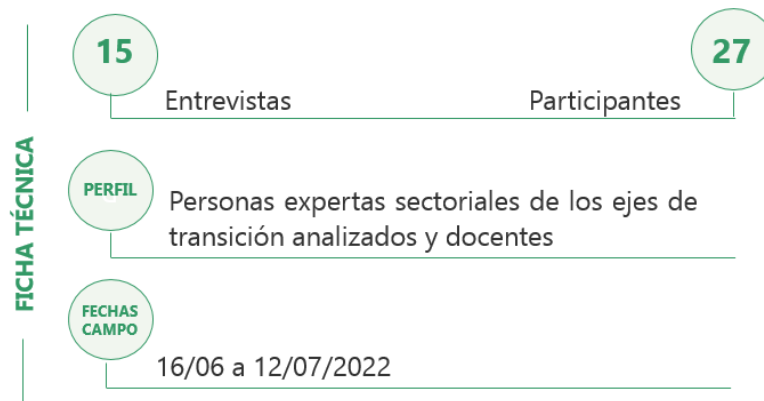 FICHA TÉCNICA
15
Entrevistas
27
Participantes
PERFIL
Personas expertas sectoriales de los ejes de
transición analizados y docentes
FECHAS
CAMPO
16/06 a 12/07/2022